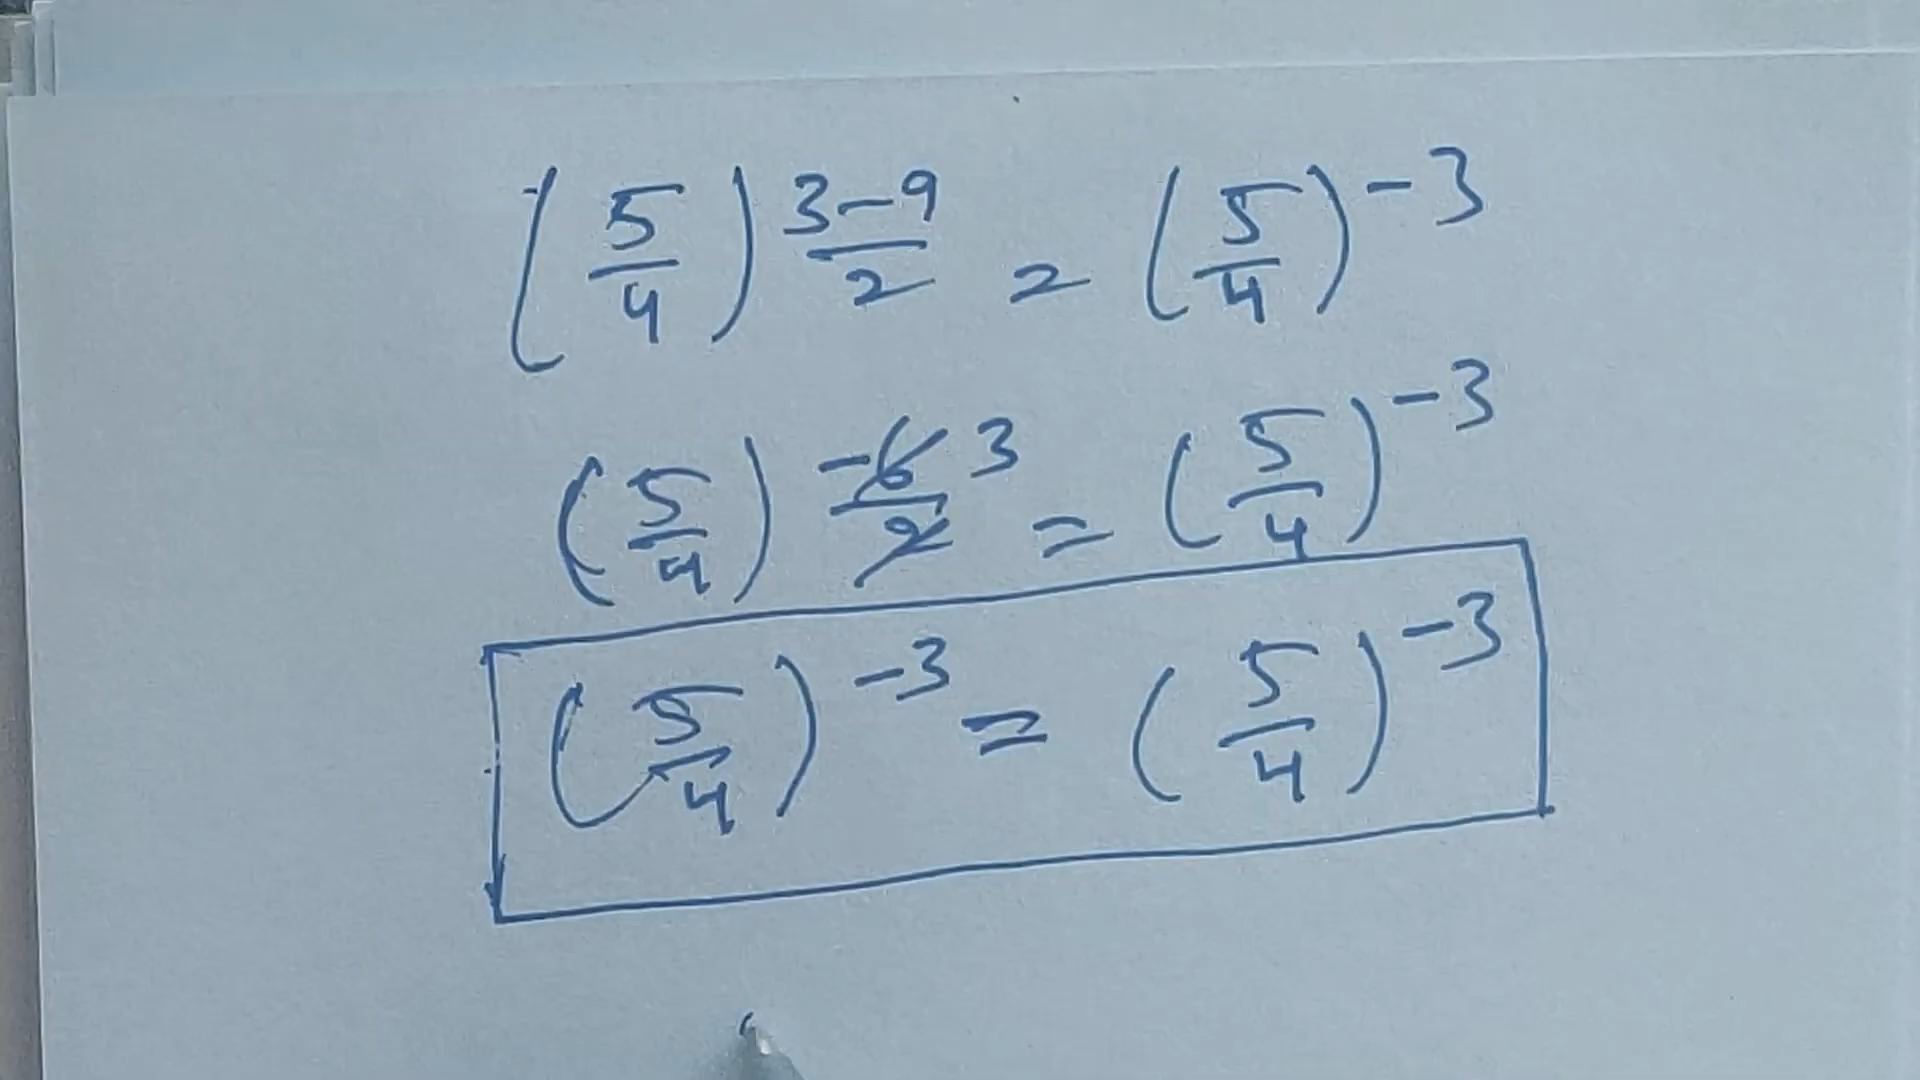 (5/4)^(3-9/2) = (5/4)^-3
(5/4)^(-6/2) 3 = (5/4)^-3
(5/4)^-3 = (5/4)^-3